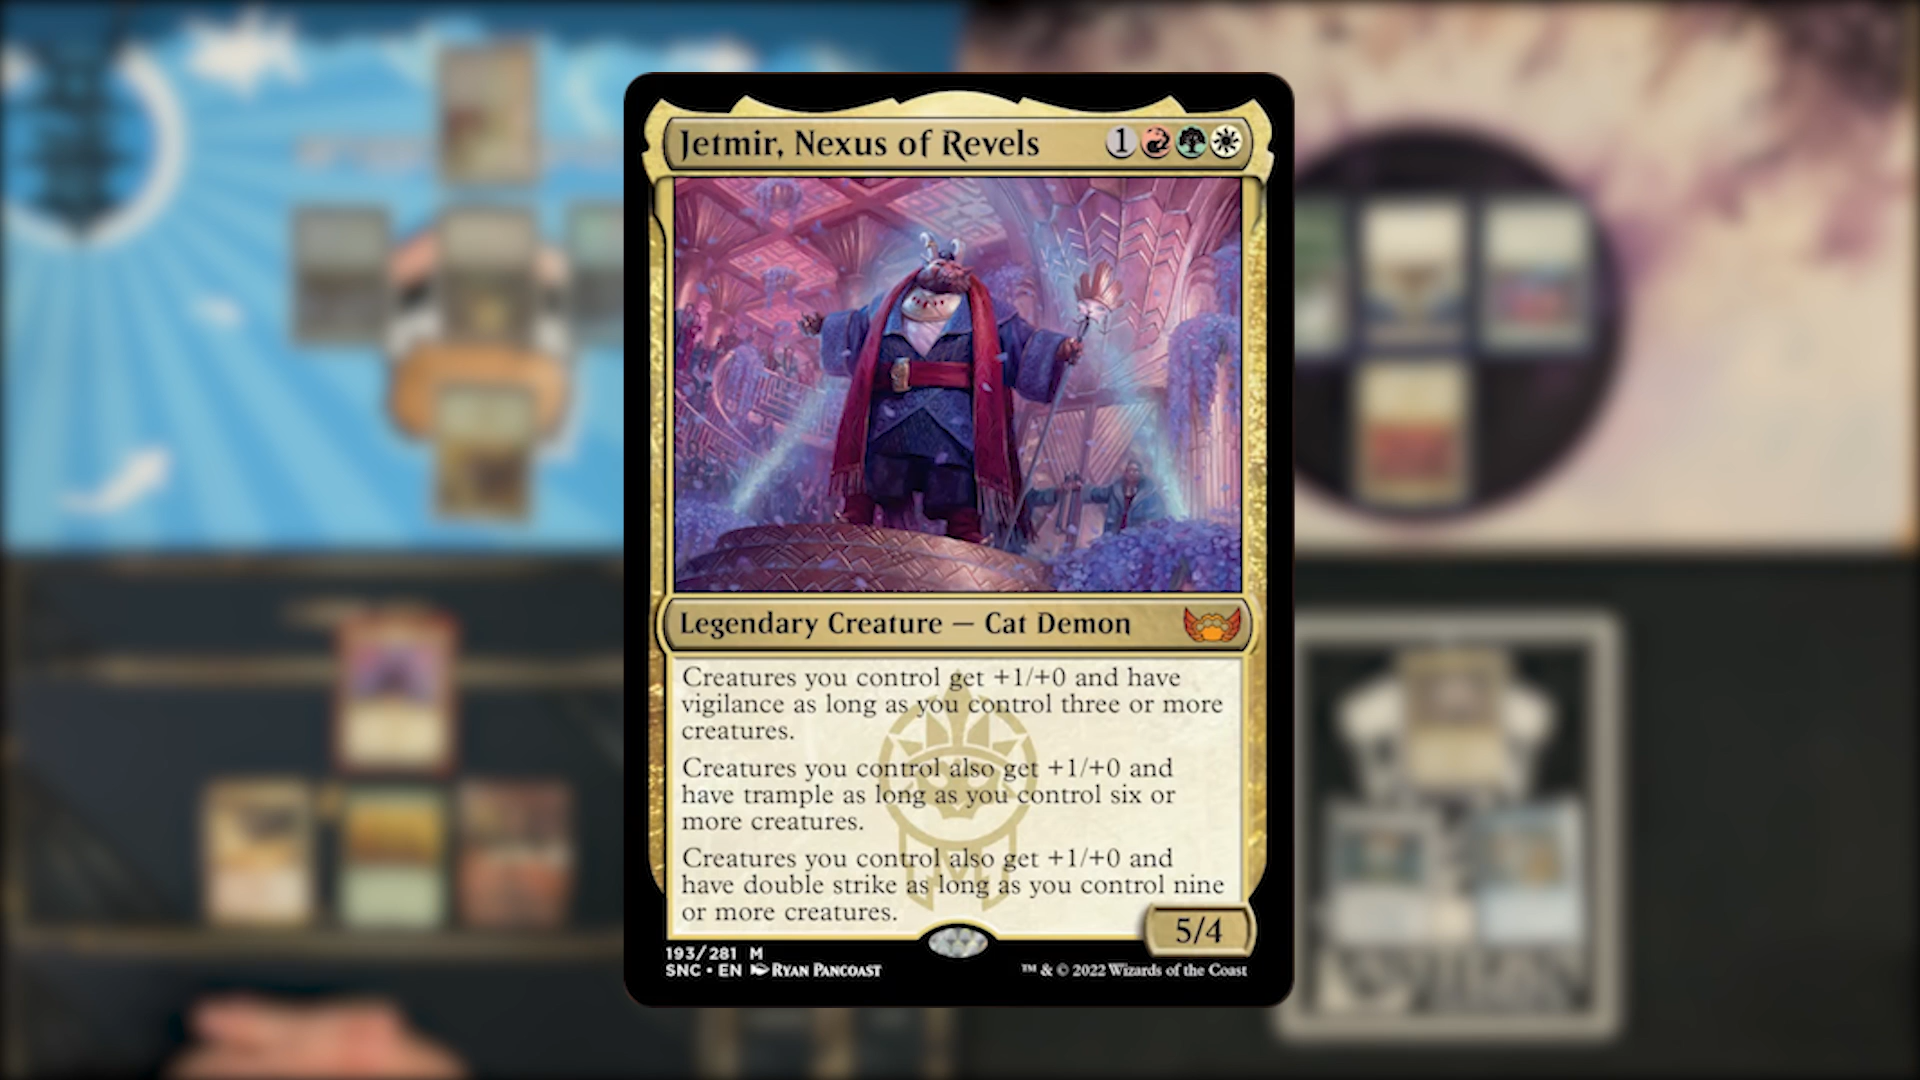 Jetmir, Nexus of Revels 1
Legendary Creature — Cat Demon
Creatures you control get +1/+0 and have
vigilance as long as you control three or more
creatures.
Creatures you control also get +1/+0 and
have trample as long as you control six or
more creatures.
Creatures you control also get +1/+0 and
have double strike as long as you control nine
or more creatures.
5/4
193/281 M
SNC • EN Ryan Pancoast
™ & © 2022 Wizards of the Coast